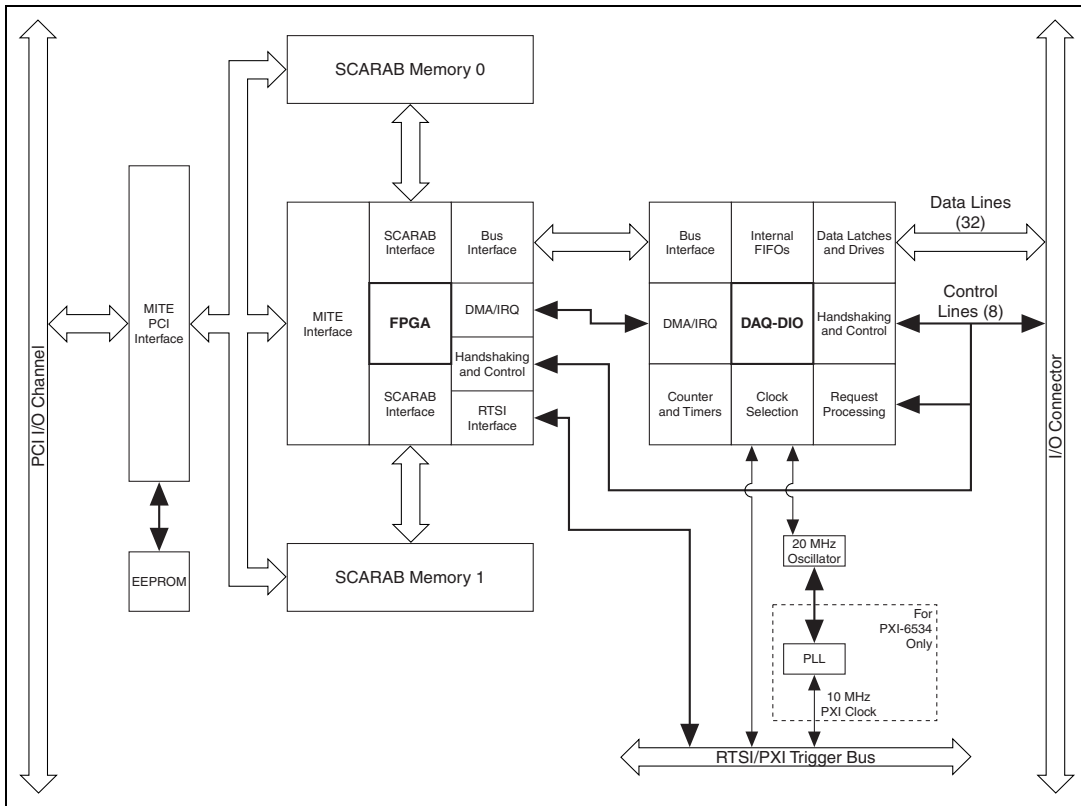 PCI I/O Channel
MITE
PCI
Interface
EEPROM
SCARAB Memory 0
MITE
Interface
SCARAB
Interface
Bus
Interface
FPGA
DMA/IRQ
Handshaking
and Control
SCARAB
Interface
RTSI
Interface
SCARAB Memory 1
Bus
Interface
Internal
FIFOs
Data Latches
and Drives
DMA/IRQ
DAQ-DIO
Handshaking
and Control
Counter
and Timers
Clock
Selection
Request
Processing
Data Lines
(32)
Control
Lines (8)
I/O Connector
20 MHz
Oscillator
For
PXI-6534
Only
PLL
10 MHz
PXI Clock
RTSI/PXI Trigger Bus